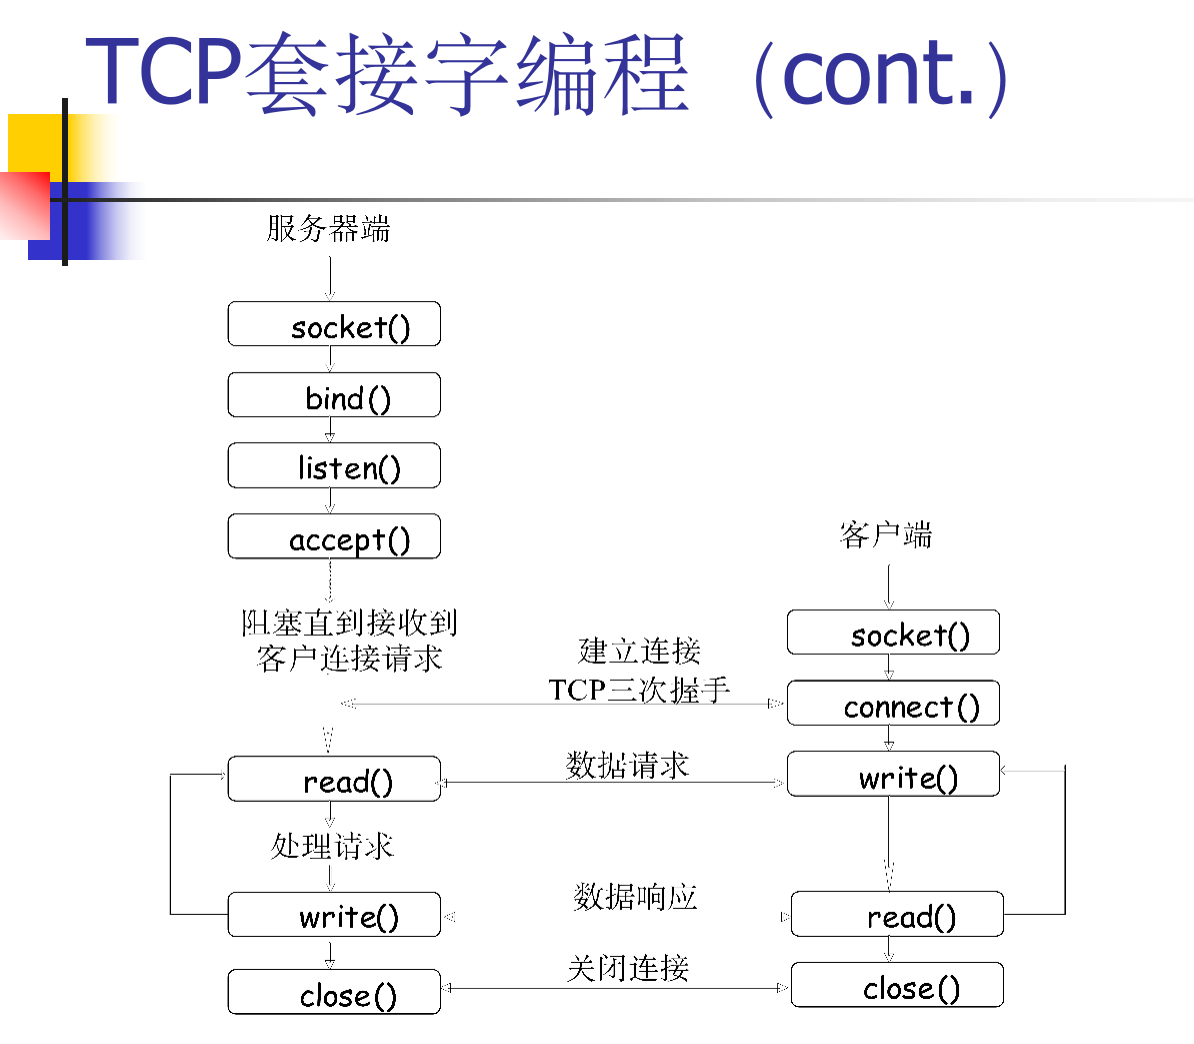 TCP套接字编程（cont.）
服务器端
socket()
bind()
listen()
accept()
阻塞直到接收到
客户连接请求
客户端
socket()
建立连接
TCP三次握手
connect()
数据请求
read()
write()
处理请求
数据响应
write()
read()
关闭连接
close()
close()